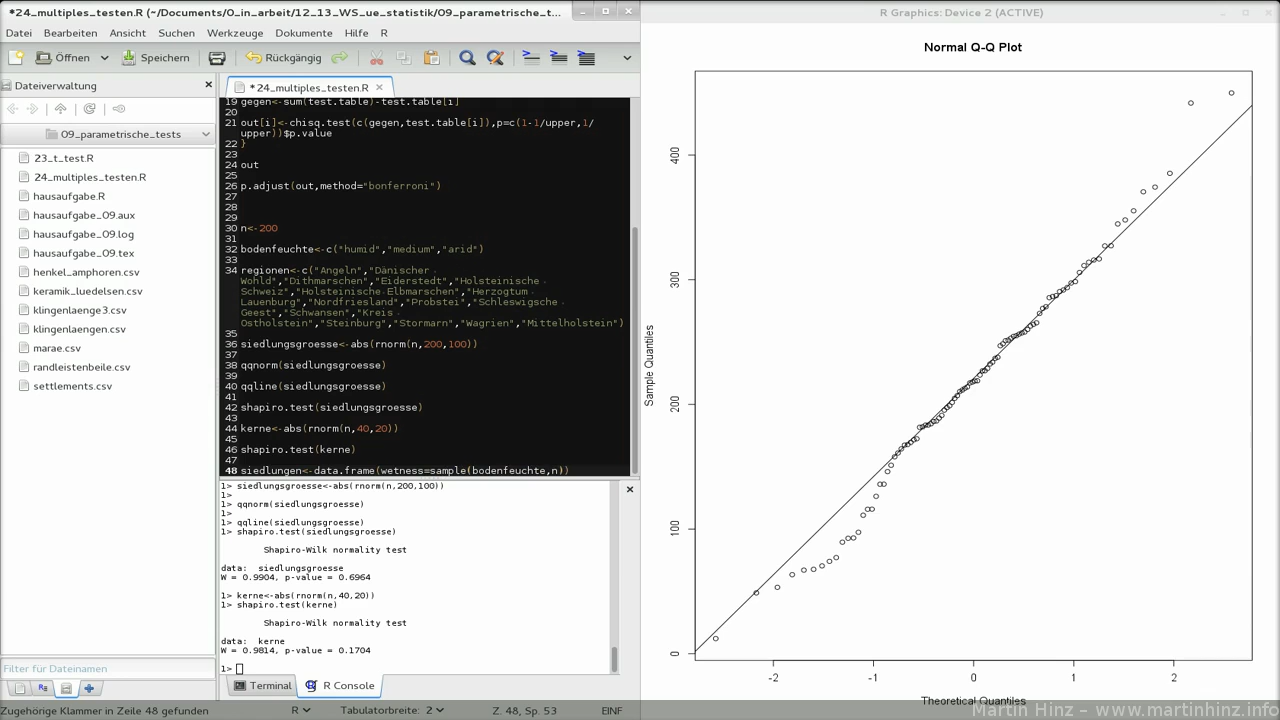 *24_multiples_testen.R (~/Documents/O_in_arbeit/12_13_WS_ue_statistik/09_parametrische_t...
R Graphics: Device 2 (ACTIVE)
Datei Bearbeiten Ansicht Suchen Werkzeuge Dokumente Hilfe R
Öffnen Speichern Rückgängig
Dateiverwaltung
* 24_multiples_testen.R
09_parametrische_tests
23_t_test.R
24_multiples_testen.R
hausaufgabe.R
hausaufgabe_09.aux
hausaufgabe_09.log
hausaufgabe_09.tex
henkel_amphoren.csv
keramik_luedelsen.csv
klingenlaenge3.csv
klingenlaengen.csv
marae.csv
randleistenbeile.csv
settlements.csv
Filter für Dateinamen
19 gegen<-sum(test.table)-test.table[i]
20
21 out[i]<-chisq.test(c(gegen,test.table[i]),p=c(1-1/upper,1/
upper))$p.value
22 }
23
24 out
25
26 p.adjust(out,method="bonferroni")
27
28
29
30 n<-200
31
32 bodenfeuchte<-c("humid","medium","arid")
33
34 regionen<-c("Angeln","Dänischer
Wohld","Dithmarschen","Eiderstedt","Holsteinische
Schweiz","Holsteinische Elbmarschen","Herzogtum
Lauenburg","Nordfriesland","Probstei","Schleswigsche
Geest","Schwansen","Kreis
Ostholstein","Steinburg","Stormarn","Wagrien","Mittelholstein")
35
36 siedlungsgroesse<-abs(rnorm(n,200,100))
37
38 qqnorm(siedlungsgroesse)
39
40 qqline(siedlungsgroesse)
41
42 shapiro.test(siedlungsgroesse)
43
44 kerne<-abs(rnorm(n,40,20))
45
46 shapiro.test(kerne)
47
48 siedlungen<-data.frame(wetness=sample(bodenfeuchte,n))
1> siedlungsgroesse<-abs(rnorm(n,200,100))
1>
1> qqnorm(siedlungsgroesse)
1>
1> qqline(siedlungsgroesse)
1> shapiro.test(siedlungsgroesse)
Shapiro-Wilk normality test
data: siedlungsgroesse
W = 0.9904, p-value = 0.6964
1> kerne<-abs(rnorm(n,40,20))
1> shapiro.test(kerne)
Shapiro-Wilk normality test
data: kerne
W = 0.9814, p-value = 0.1704
1>
Terminal R Console
Zugehörige Klammer in Zeile 48 gefunden R Tabulatorbreite: 2 Z. 48, Sp. 53 EINF
Normal Q-Q Plot
Sample Quantiles
400
300
200
100
0
-2 -1 0 1 2
Theoretical Quantiles
Martin Hinz - www.martinhinz.info